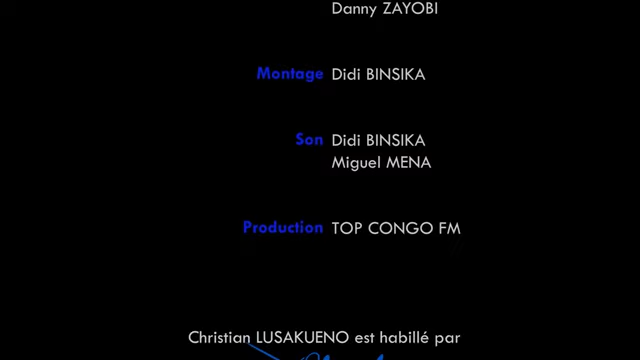 Danny ZAYOBI
Montage Didi BINSIKA
Son Didi BINSIKA
Miguel MENA
Production TOP CONGO FM
Christian LUSAKUENO est habillé par